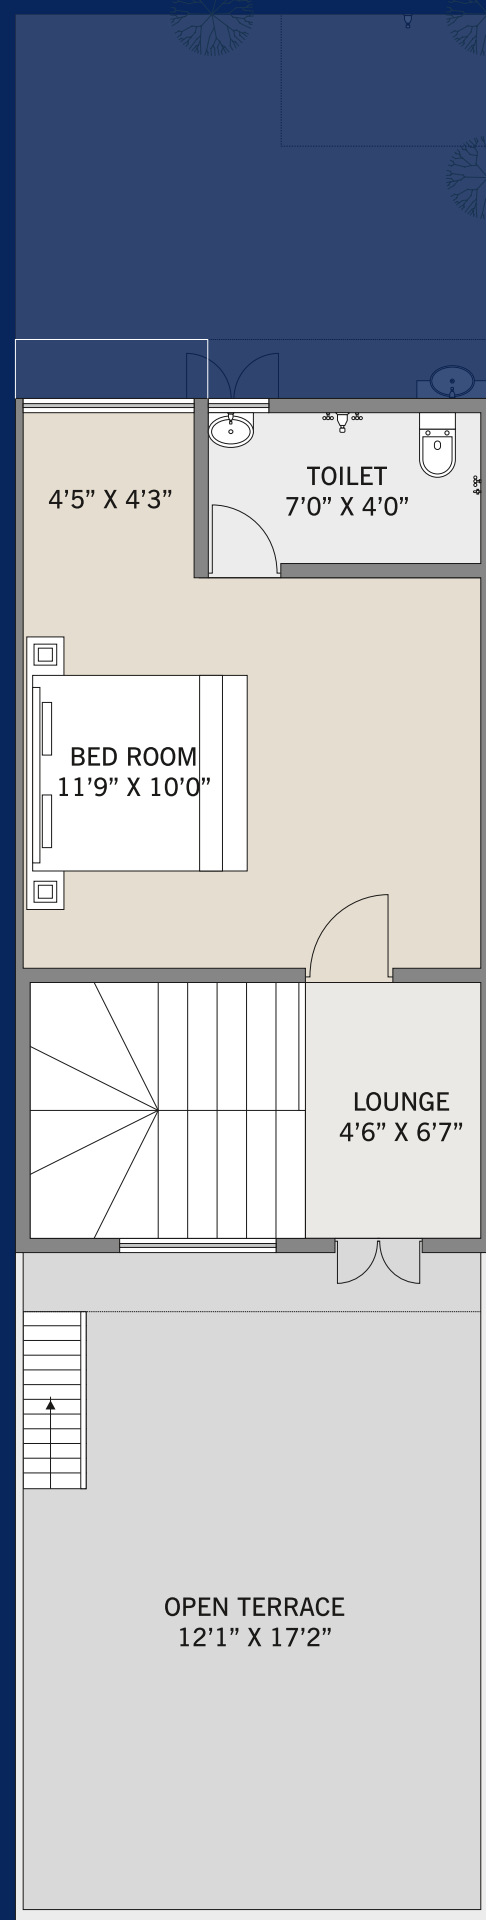 TOILET
7’0” X 4’0”
4’5” X 4’3”
BED ROOM
11’9” X 10’0”
LOUNGE
4’6” X 6’7”
OPEN TERRACE
12’1” X 17’2”